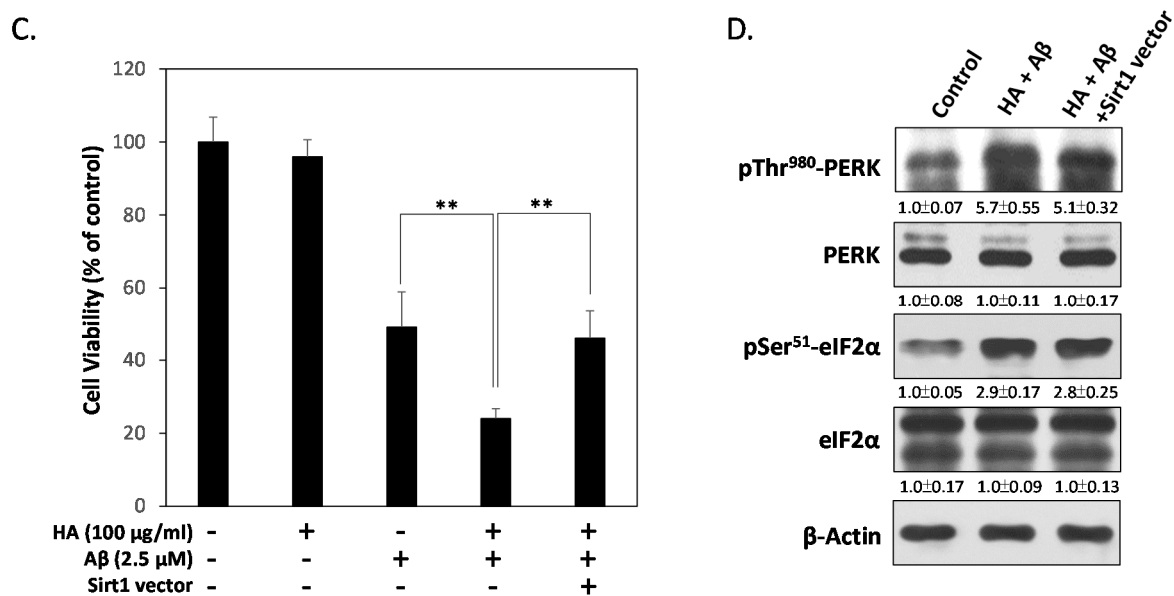 C.
Cell Viability (% of control)
120
100
80
60
40
20
0
** **
HA (100 µg/ml) - + - + +
Aβ (2.5 µM) - - + + +
Sirt1 vector - - - - +
D.
Control
HA + Aβ
HA + Aβ
+Sirt1 vector
pThr980-PERK
1.0±0.07 5.7±0.55 5.1±0.32
PERK
1.0±0.08 1.0±0.11 1.0±0.17
pSer51-eIF2α
1.0±0.05 2.9±0.17 2.8±0.25
eIF2α
1.0±0.17 1.0±0.09 1.0±0.13
β-Actin